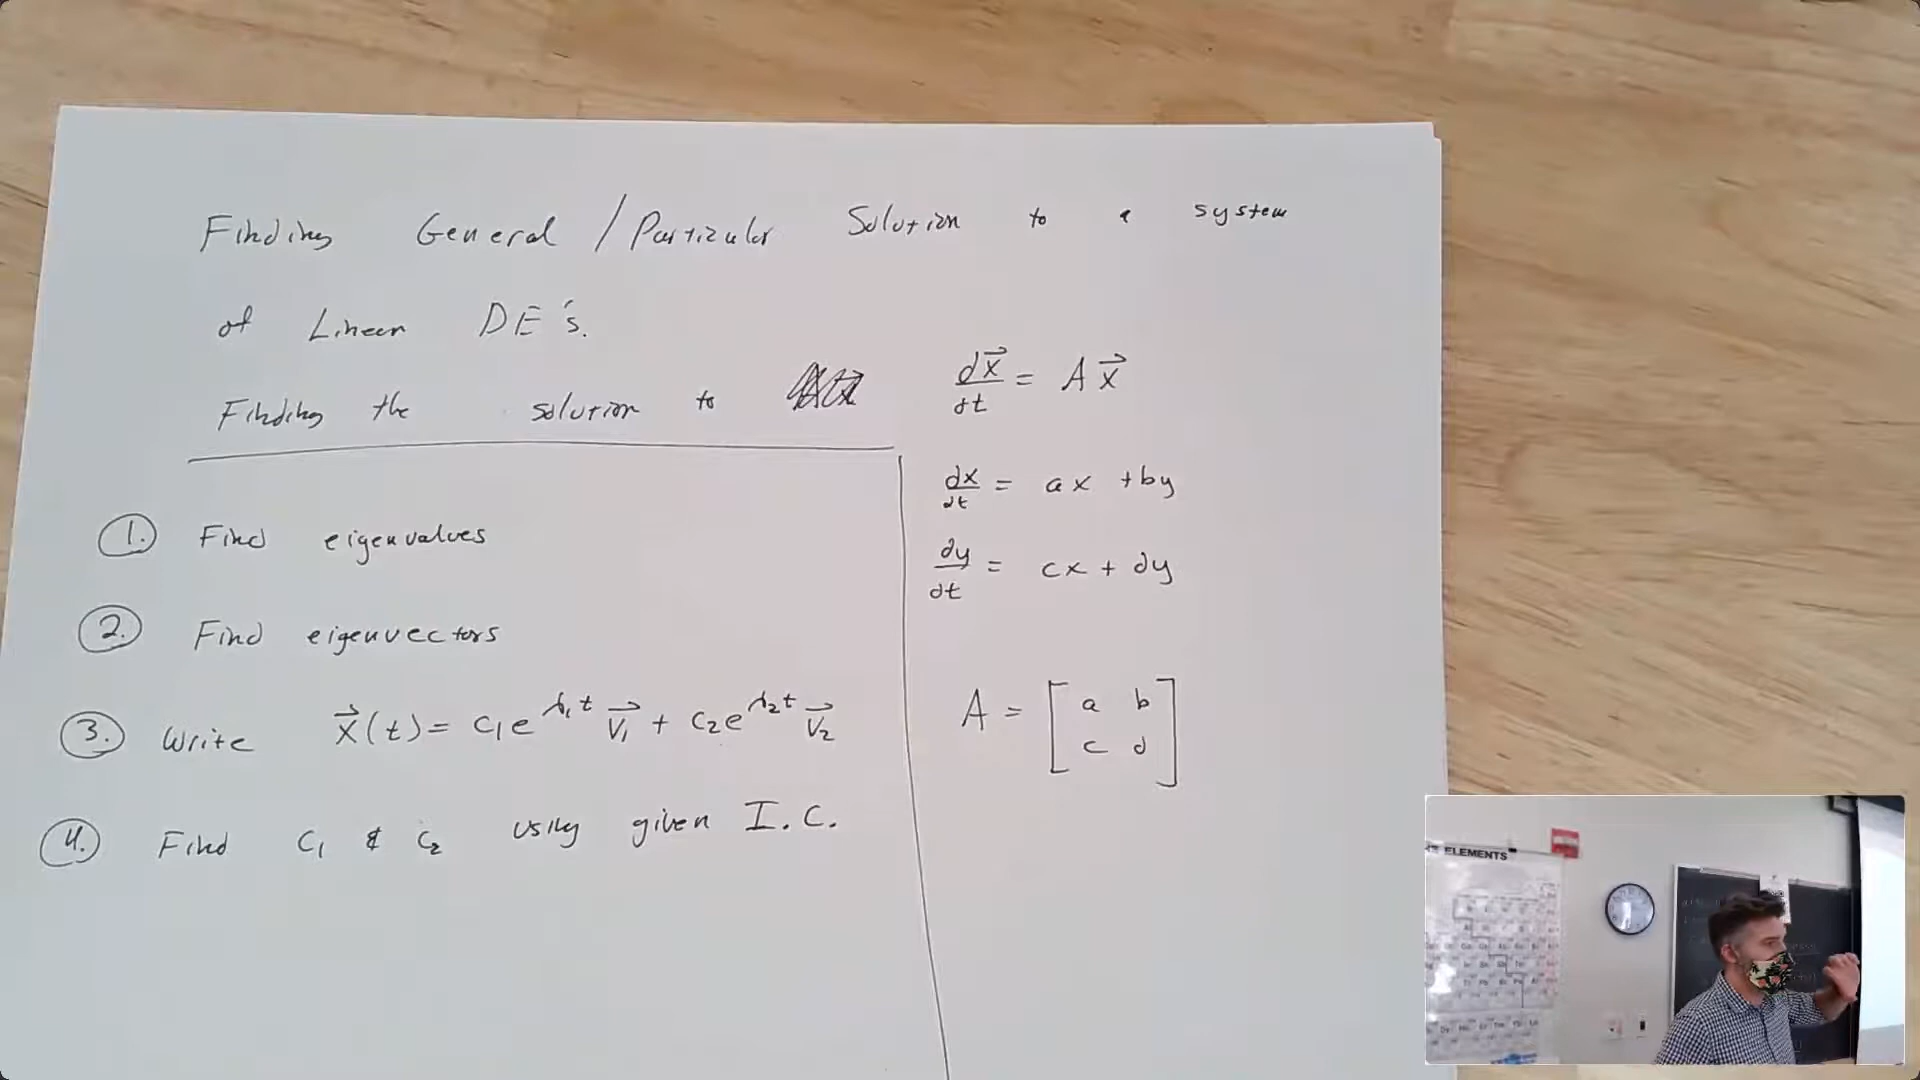 Finding General / Particular Solution to a system
of Linear DE's.
Finding the solution to
1. Find eigenvalues
2. Find eigenvectors
3. Write x⃗(t) = c₁e^λ₁t v⃗₁ + c₂e^λ₂t v⃗₂
4. Find c₁ & c₂ using given I.C.
dx⃗/dt = Ax⃗
dx/dt = ax + by
dy/dt = cx + dy
A = [a b
c d]
ELEMENTS